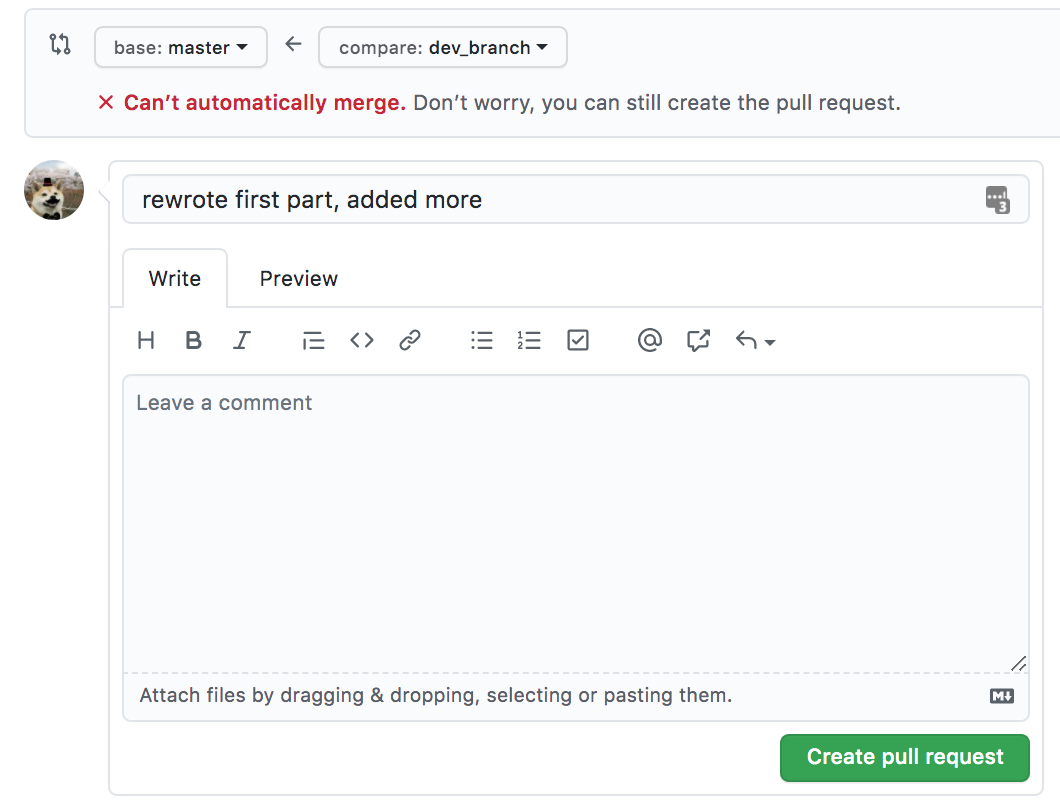 base: master compare: dev_branch
Can’t automatically merge. Don’t worry, you can still create the pull request.
rewrote first part, added more
3
Write Preview
H B I 1 2 @
Leave a comment
Attach files by dragging & dropping, selecting or pasting them.
M
Create pull request